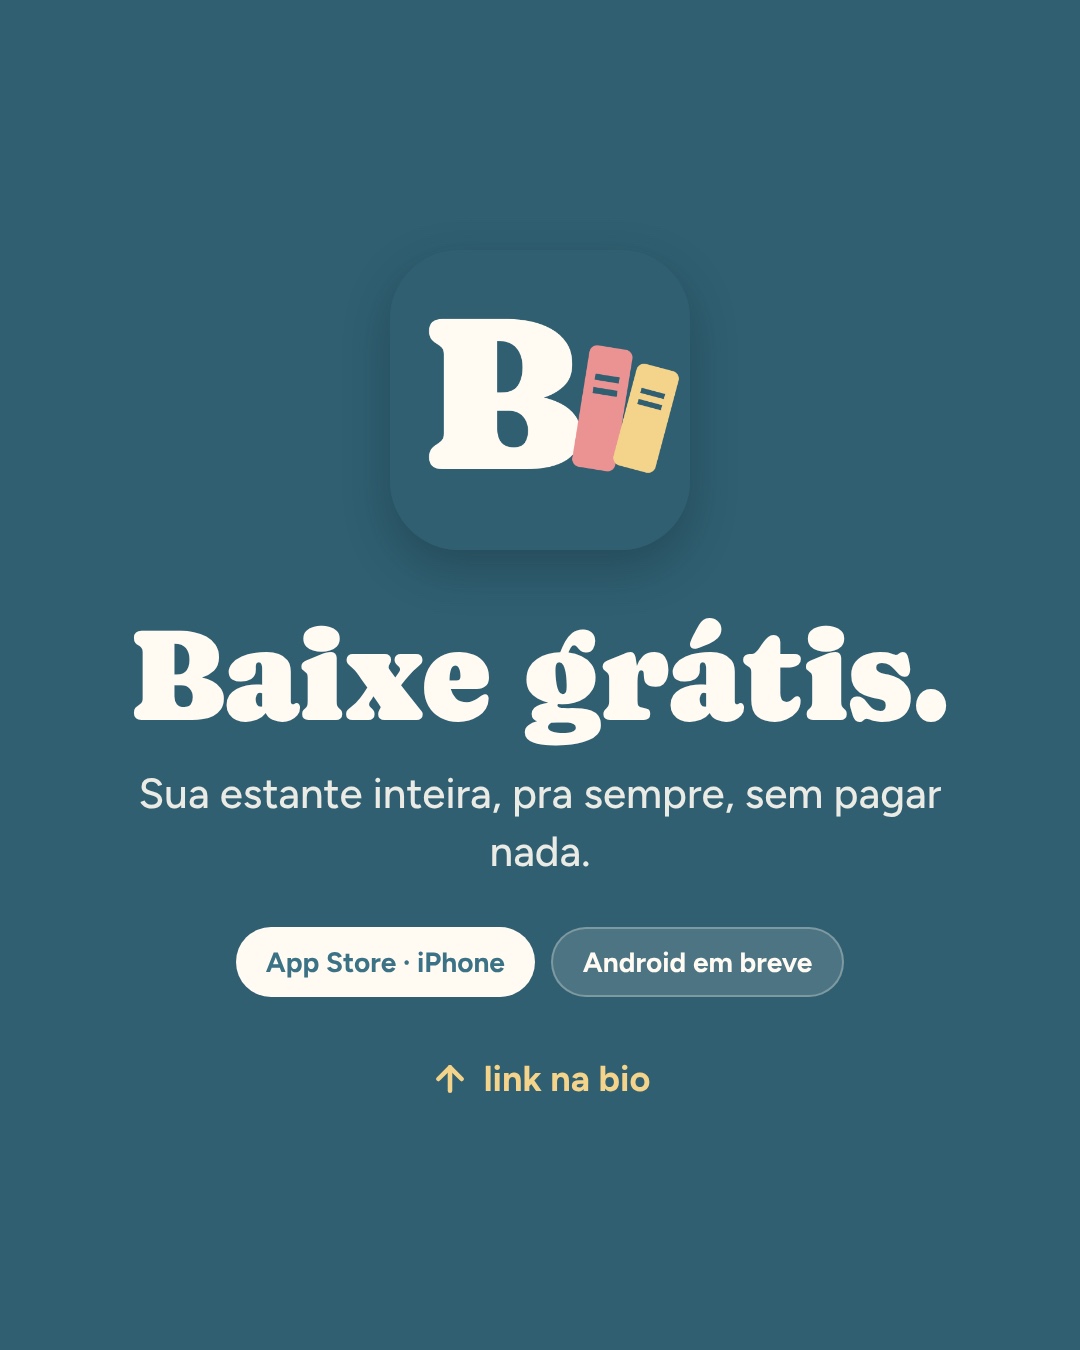 B
Baixe grátis.
Sua estante inteira, pra sempre, sem pagar
nada.
App Store · iPhone
Android em breve
↑ link na bio